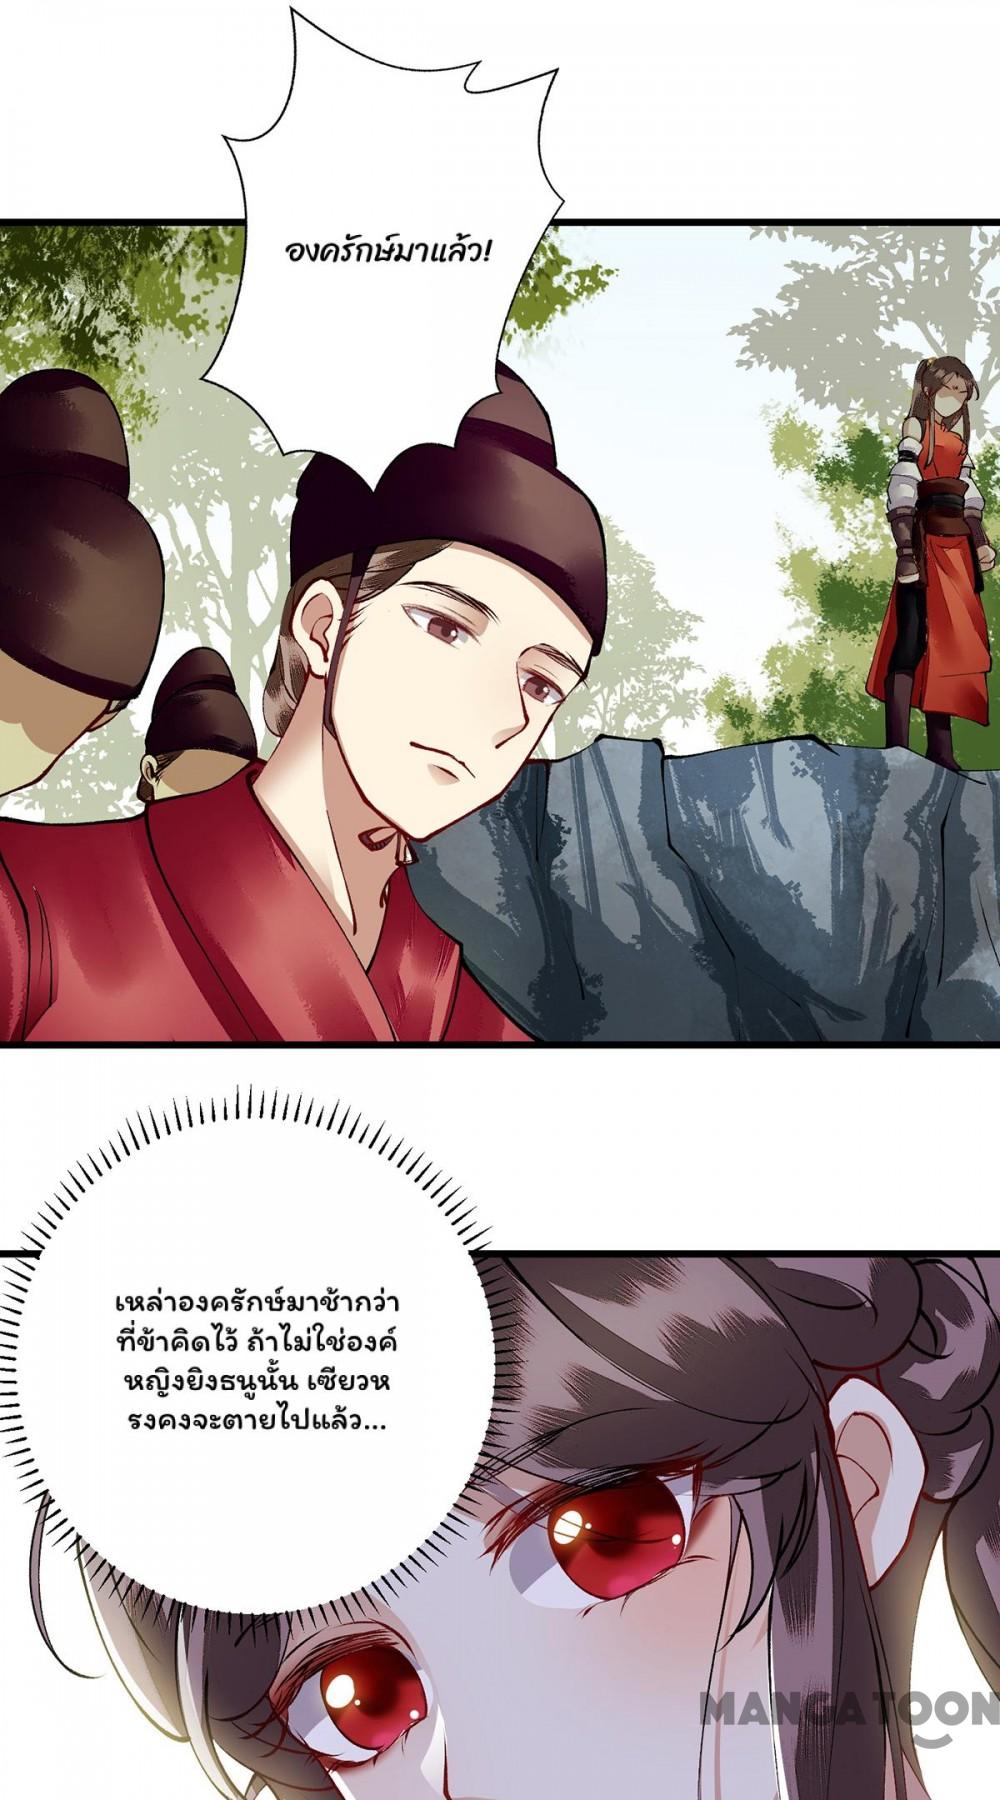 องครักษ์มาแล้ว!
เหล่าองครักษ์มาช้ากว่า
ที่ข้าคิดไว้ ถ้าไม่ใช่องค์
หญิงยิงธนูนั้น เซียวห
รงคงจะตายไปแล้ว...
MANGATOON